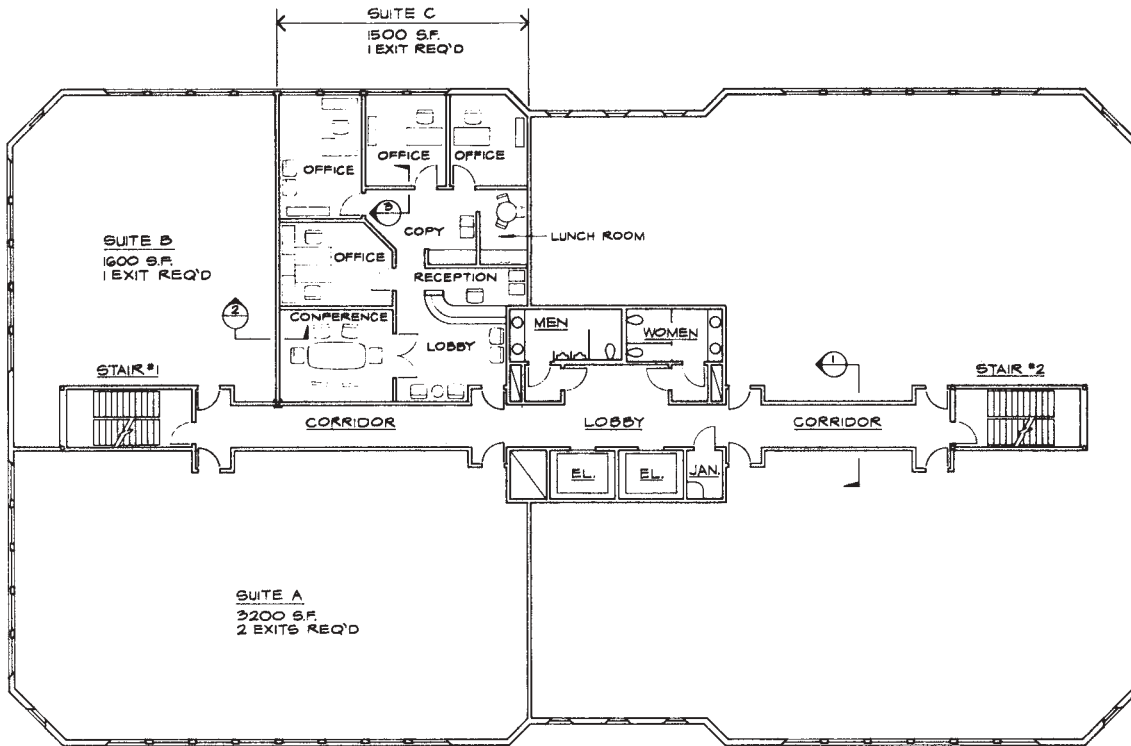 SUITE C
1500 S.F.
1 EXIT REQ'D
OFFICE
OFFICE
OFFICE
3
COPY
LUNCH ROOM
SUITE B
1600 S.F.
1 EXIT REQ'D
OFFICE
RECEPTION
2
CONFERENCE
LOBBY
MEN
WOMEN
STAIR #1
1
STAIR #2
CORRIDOR
LOBBY
CORRIDOR
EL.
EL.
JAN.
SUITE A
3200 S.F.
2 EXITS REQ'D